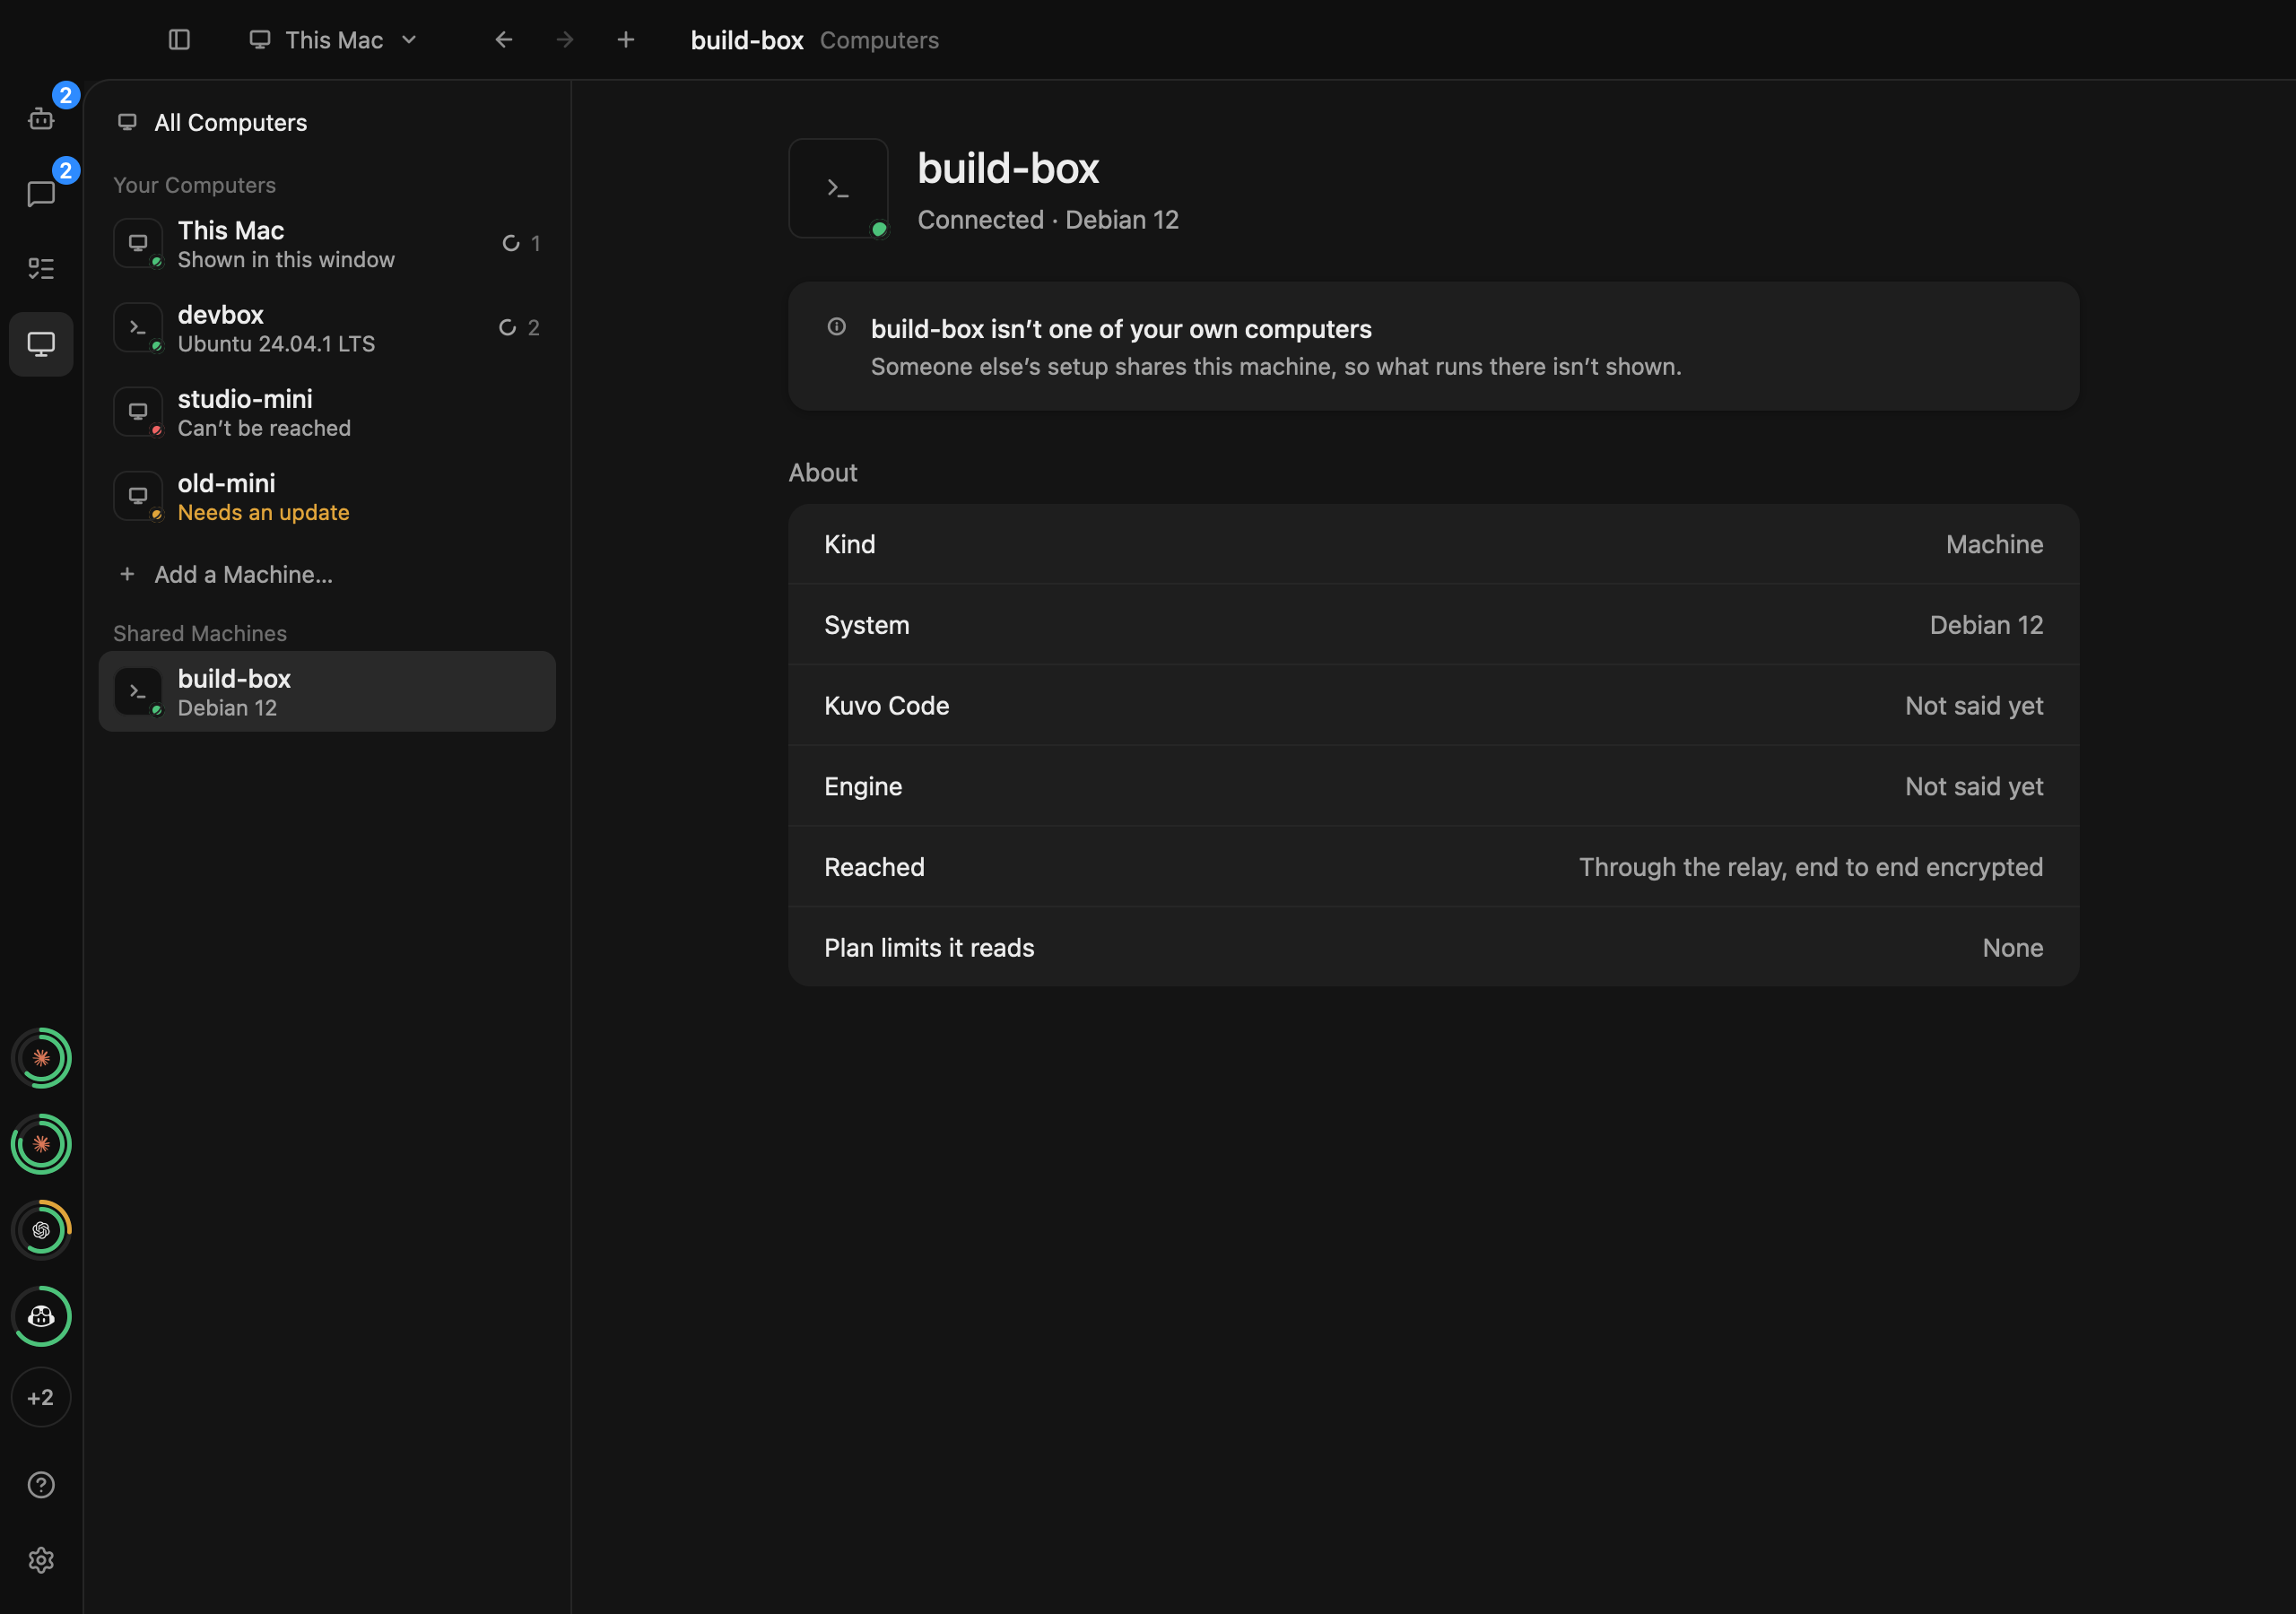 This Mac
build-box Computers
2
2
All Computers
Your Computers
This Mac
Shown in this window
1
devbox
Ubuntu 24.04.1 LTS
2
studio-mini
Can’t be reached
old-mini
Needs an update
Add a Machine...
Shared Machines
build-box
Debian 12
+2
build-box
Connected · Debian 12
build-box isn’t one of your own computers
Someone else’s setup shares this machine, so what runs there isn’t shown.
About
Kind Machine
System Debian 12
Kuvo Code Not said yet
Engine Not said yet
Reached Through the relay, end to end encrypted
Plan limits it reads None